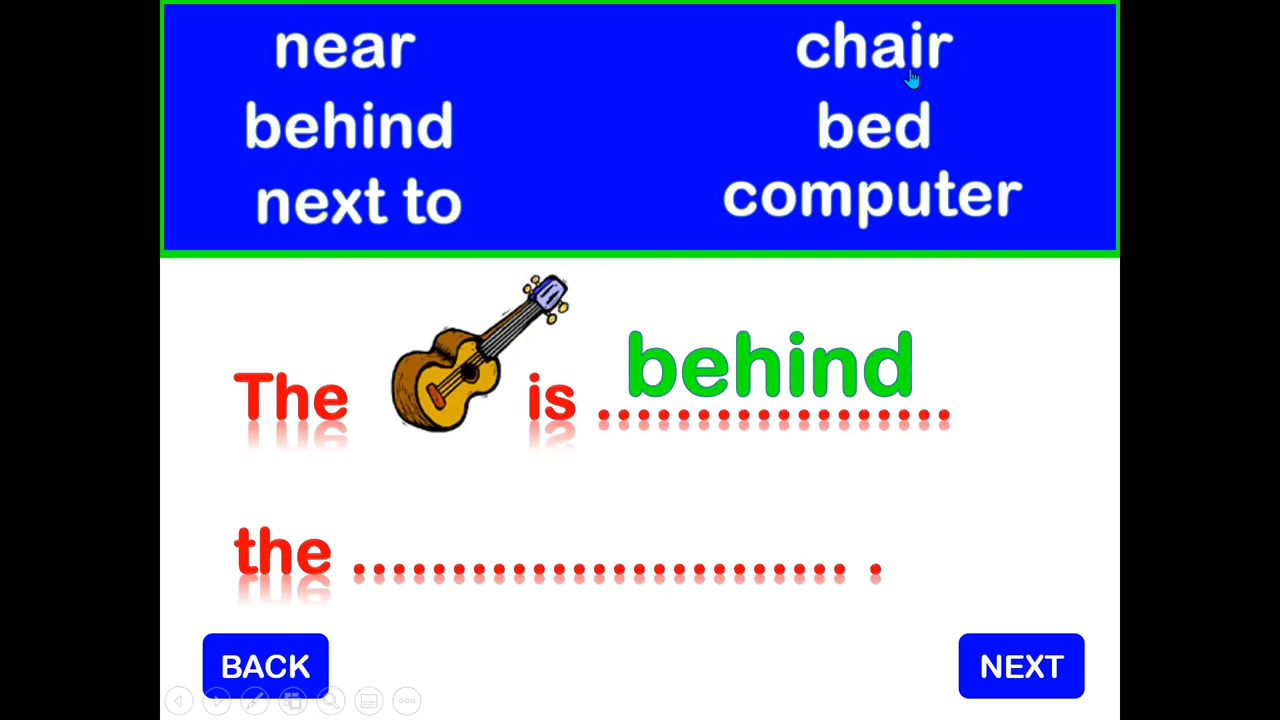 near chair
behind bed
next to computer
behind
The is ..................
the ......................... .
BACK NEXT